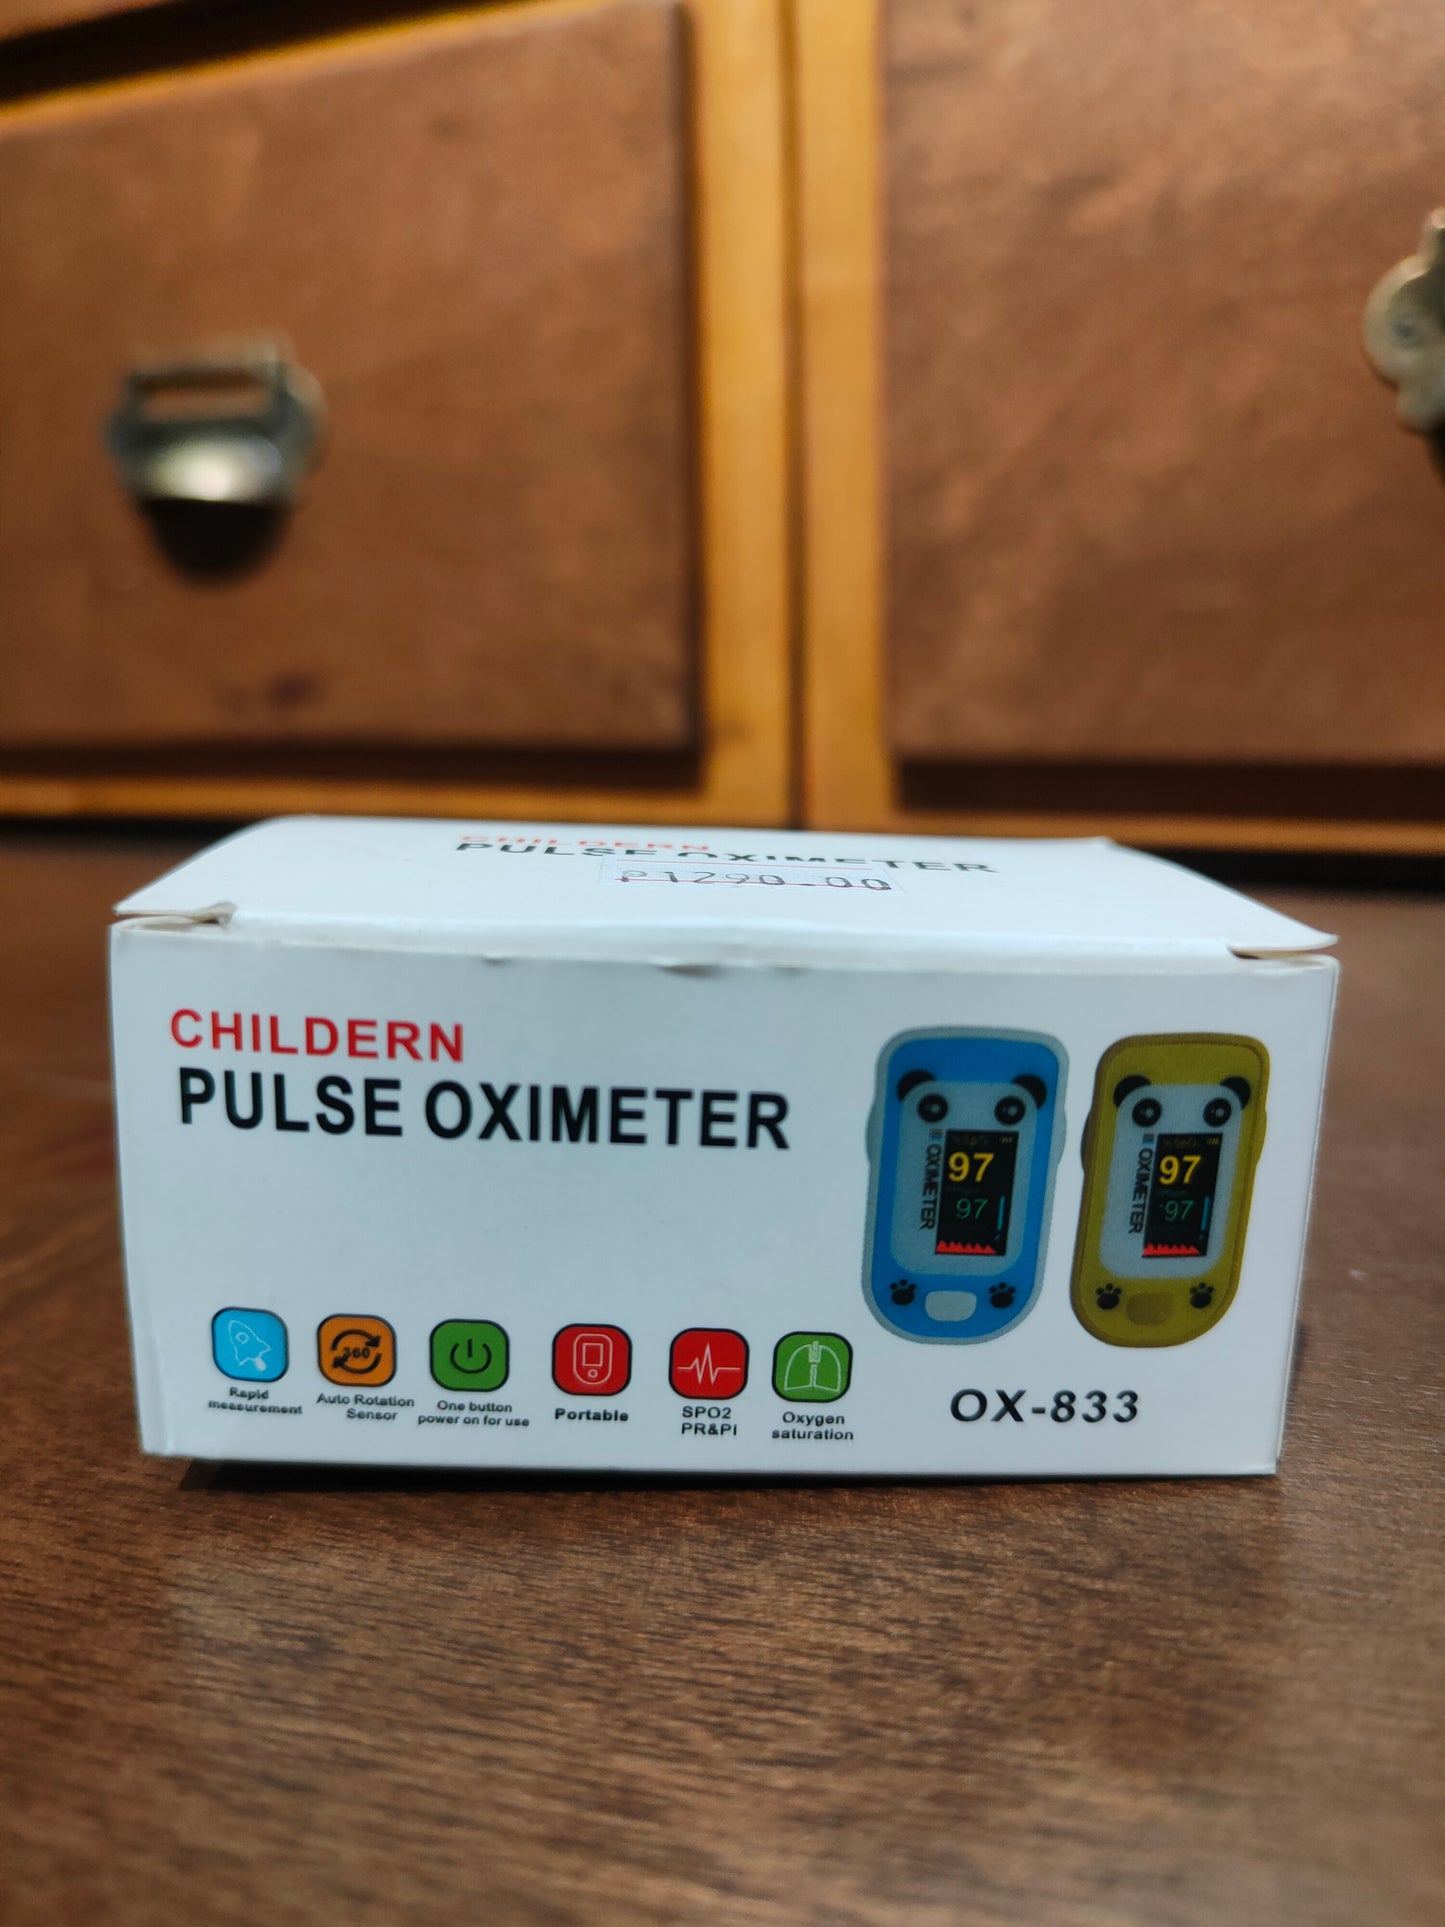 CHILDERN
PULSE OXIMETER
₱1290.00
CHILDERN
PULSE OXIMETER
%SpO2
97
97
OXIMETER
%SpO2
97
97
OXIMETER
360
Rapid
measurement
Auto Rotation
Sensor
One button
power on for use
Portable
SPO2
PR&PI
Oxygen
saturation
OX-833